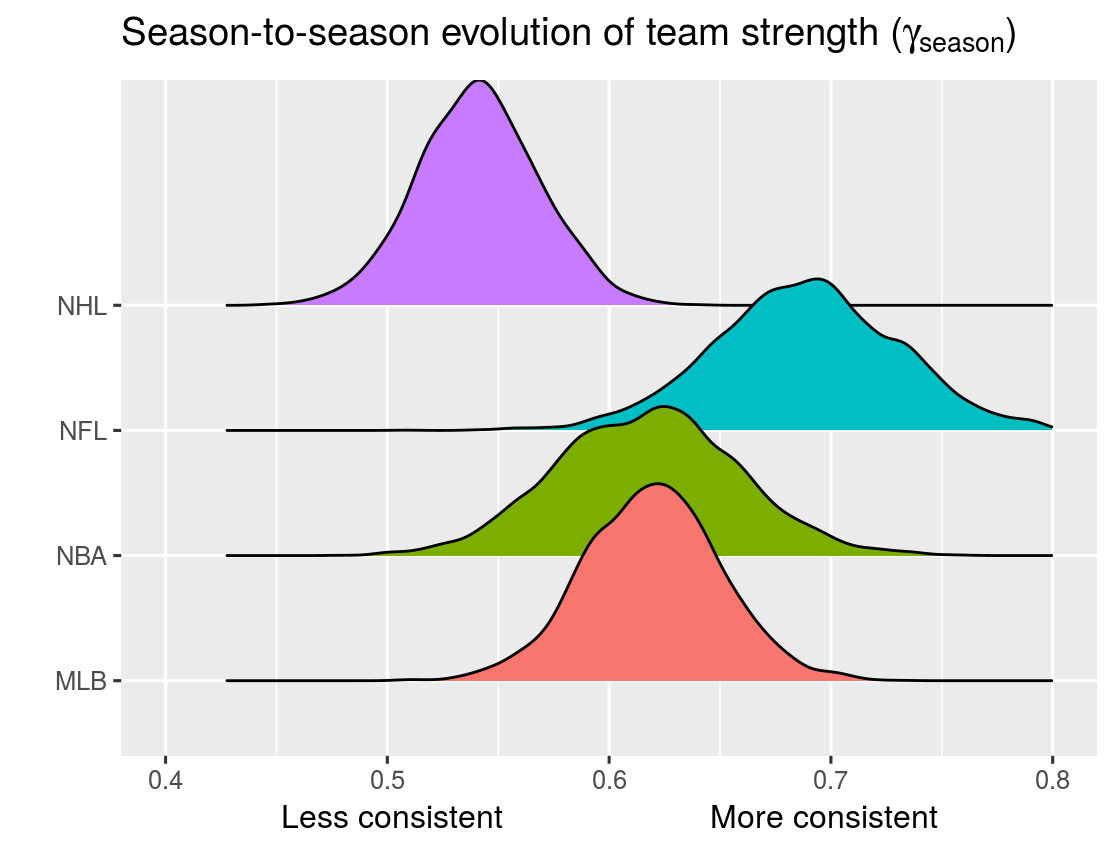 Season-to-season evolution of team strength (γseason)
NHL
NFL
NBA
MLB
0.4 0.5 0.6 0.7 0.8
Less consistent More consistent